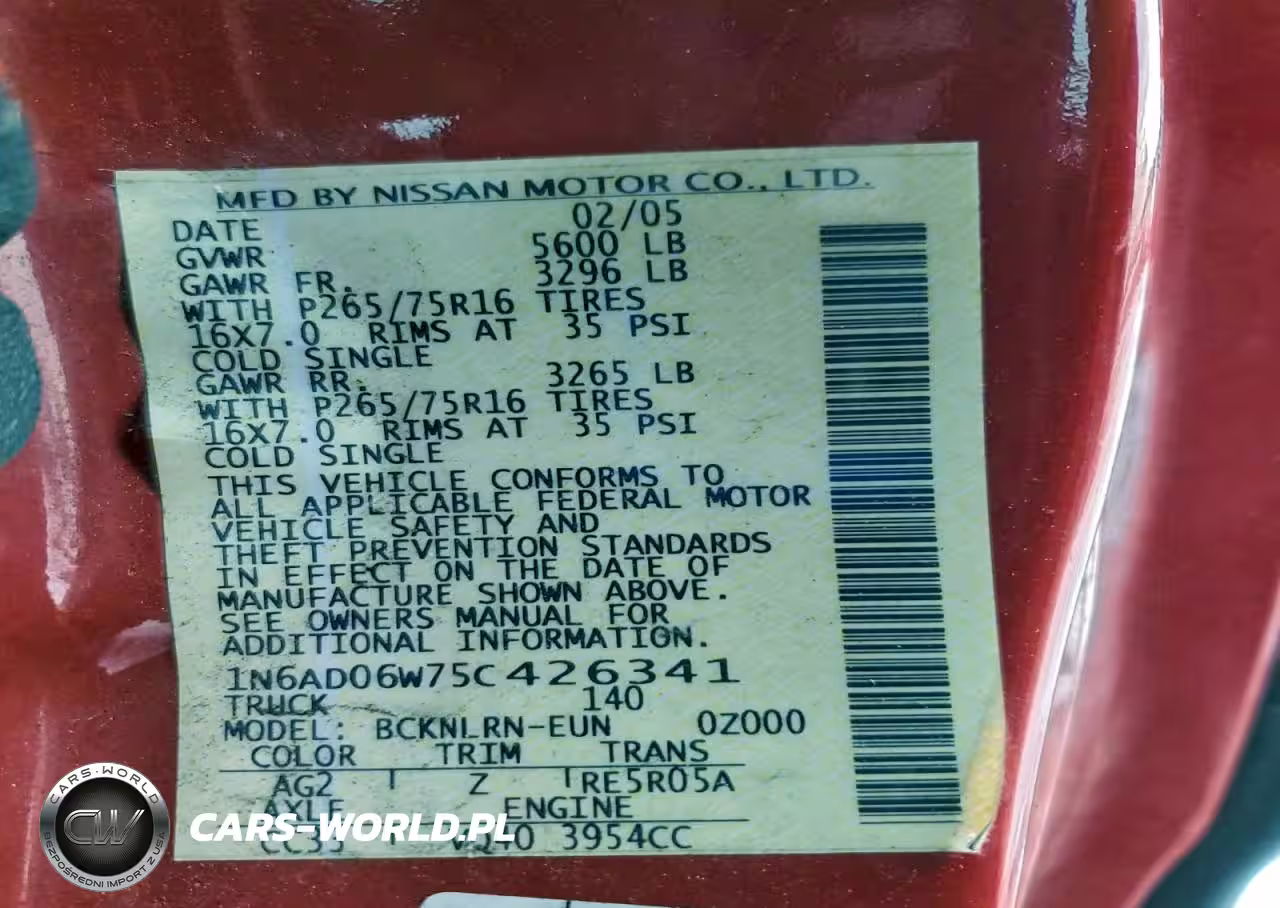 MFD BY NISSAN MOTOR CO., LTD.
DATE 02/05
GVWR 5600 LB
GAWR FR. 3296 LB
WITH P265/75R16 TIRES
16X7.0 RIMS AT 35 PSI
COLD SINGLE
GAWR RR. 3265 LB
WITH P265/75R16 TIRES
16X7.0 RIMS AT 35 PSI
COLD SINGLE
THIS VEHICLE CONFORMS TO
ALL APPLICABLE FEDERAL MOTOR
VEHICLE SAFETY AND
THEFT PREVENTION STANDARDS
IN EFFECT ON THE DATE OF
MANUFACTURE SHOWN ABOVE.
SEE OWNERS MANUAL FOR
ADDITIONAL INFORMATION.
1N6AD06W75C426341
TRUCK 140
MODEL: BCKNLRN-EUN 0Z000
COLOR TRIM TRANS
AG2 Z RE5R05A
AXLE ENGINE
3954CC
CARS-WORLD
CW
BEZPOŚREDNI IMPORT Z USA
CARS-WORLD.PL